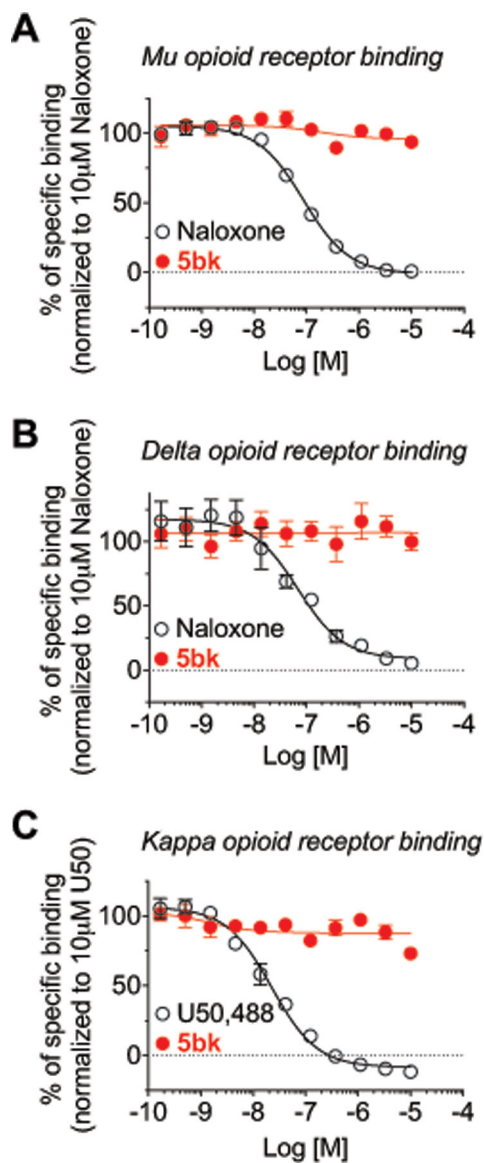 A
Mu opioid receptor binding
% of specific binding
(normalized to 10µM Naloxone)
100
50
0
Naloxone
5bk
-10 -9 -8 -7 -6 -5 -4
Log [M]
B
Delta opioid receptor binding
% of specific binding
(normalized to 10µM Naloxone)
100
50
0
Naloxone
5bk
-10 -9 -8 -7 -6 -5 -4
Log [M]
C
Kappa opioid receptor binding
% of specific binding
(normalized to 10µM U50)
100
50
0
U50,488
5bk
-10 -9 -8 -7 -6 -5 -4
Log [M]